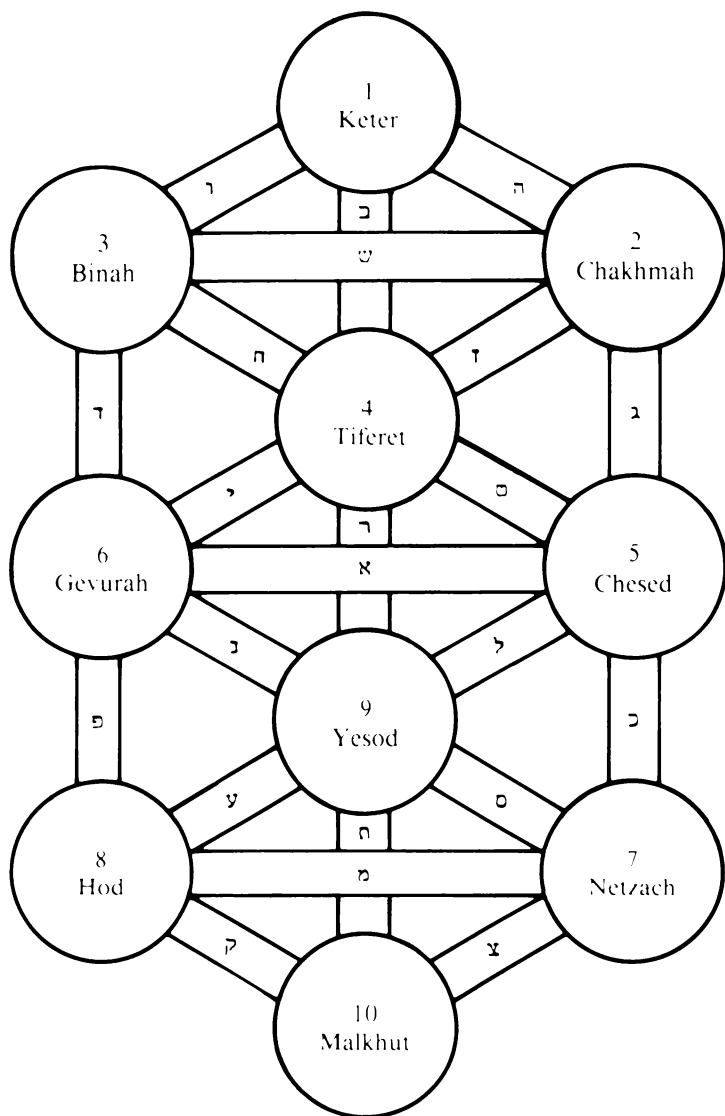 1
Keter
ו
ה
ב
3
Binah
ש
2
Chakhmah
ח
ז
ד
4
Tiferet
ג
י
ט
ר
6
Gevurah
א
5
Chesed
נ
ל
פ
9
Yesod
כ
ע
ס
ת
8
Hod
מ
7
Netzach
ק
צ
10
Malkhut